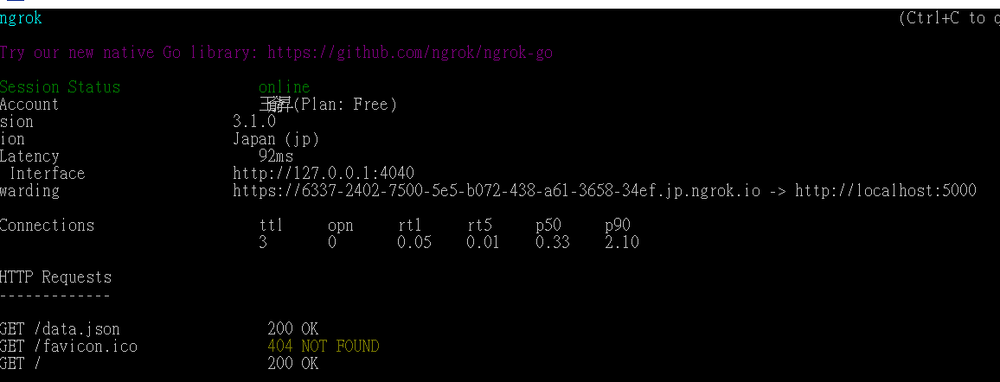 ngrok (Ctrl+C to q
Try our new native Go library: https://github.com/ngrok/ngrok-go
Session Status online
Account (Plan: Free)
sion 3.1.0
ion Japan (jp)
Latency 92ms
Interface http://127.0.0.1:4040
warding https://6337-2402-7500-5e5-b072-438-a61-3658-34ef.jp.ngrok.io -> http://localhost:5000
Connections ttl opn rt1 rt5 p50 p90
3 0 0.05 0.01 0.33 2.10
HTTP Requests
-------------
GET /data.json 200 OK
GET /favicon.ico 404 NOT FOUND
GET / 200 OK